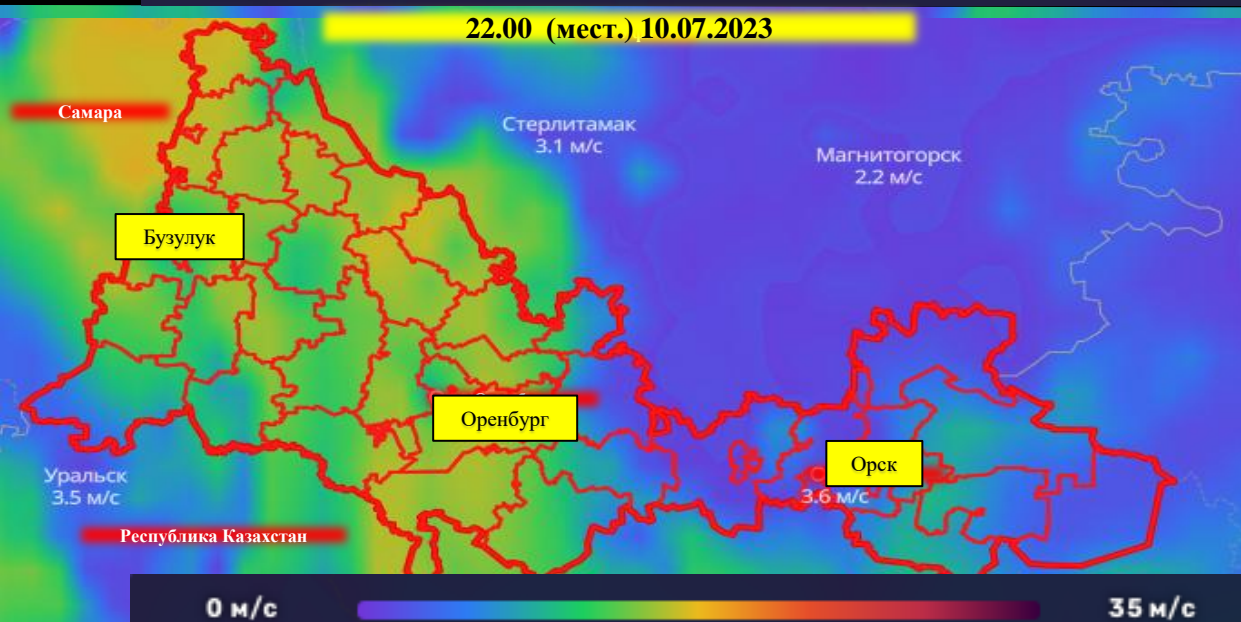 22.00 (мест.) 10.07.2023
Самара
Стерлитамак
3.1 м/с
Магнитогорск
2.2 м/с
Бузулук
Оренбург
Орск
3.6 м/с
Уральск
3.5 м/с
Республика Казахстан
0 м/с
35 м/с